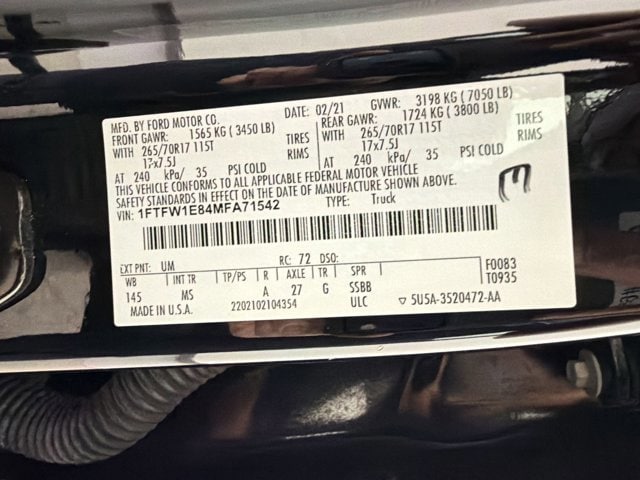 MFD. BY FORD MOTOR CO. DATE: 02/21 GVWR: 3198 KG (7050 LB)
FRONT GAWR: 1565 KG (3450 LB) REAR GAWR: 1724 KG (3800 LB)
WITH 265/70R17 115T TIRES 265/70R17 115T TIRES
17x7.5J RIMS 17x7.5J RIMS
AT 240 kPa/ 35 PSI COLD AT 240 kPa/ 35 PSI COLD
THIS VEHICLE CONFORMS TO ALL APPLICABLE FEDERAL MOTOR VEHICLE
SAFETY STANDARDS IN EFFECT ON THE DATE OF MANUFACTURE SHOWN ABOVE.
VIN: 1FTFW1E84MFA71542 TYPE: Truck
EXT PNT: UM RC: 72 DSO: F0083
WB INT TR TP/PS R AXLE TR SPR T0935
145 MS A 27 G SSBB
MADE IN U.S.A. 2202102104354 ULC ▽ 5U5A-3520472-AA